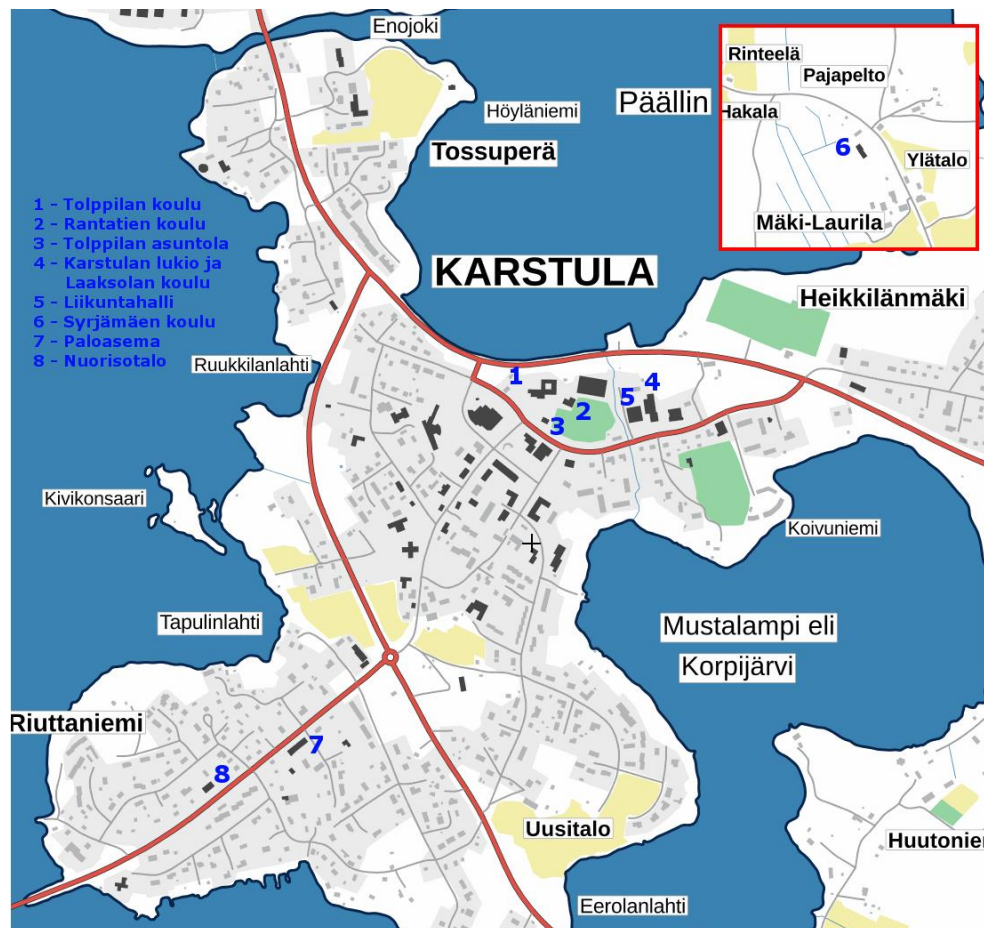 Enojoki
Höyläniemi
Päällin
Tossuperä
Rinteelä
Pajapelto
Hakala
6
Ylätalo
Mäki-Laurila
1 - Tolppilan koulu
2 - Rantatien koulu
3 - Tolppilan asuntola
4 - Karstulan lukio ja
Laaksolan koulu
5 - Liikuntahalli
6 - Syrjämäen koulu
7 - Paloasema
8 - Nuorisotalo
KARSTULA
Heikkilänmäki
Ruukkilanlahti
1
4
5
2
3
Kivikonsaari
Koivuniemi
Tapulinlahti
Mustalampi eli
Korpijärvi
Riuttaniemi
7
8
Uusitalo
Huutonien
Eerolanlahti